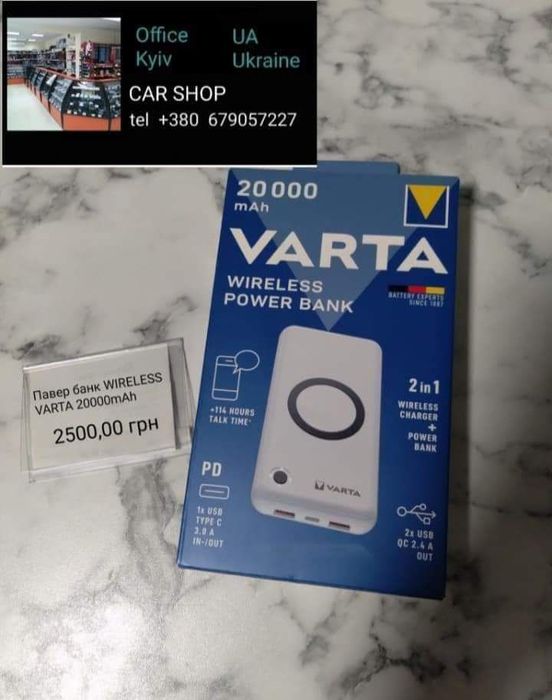 Office
Kyiv
UA
Ukraine
CAR SHOP
tel +380 679057227
20 000
mAh
VARTA
WIRELESS
POWER BANK
BATTERY EXPERTS
SINCE 1887
Павер банк WIRELESS
VARTA 20000mAh
2500,00 грн
+114 HOURS
TALK TIME*
2 in 1
WIRELESS
CHARGER
+
POWER
BANK
VARTA
PD
1x USB
TYPE C
3.0 A
IN-/OUT
2x USB
QC 2.4 A
OUT